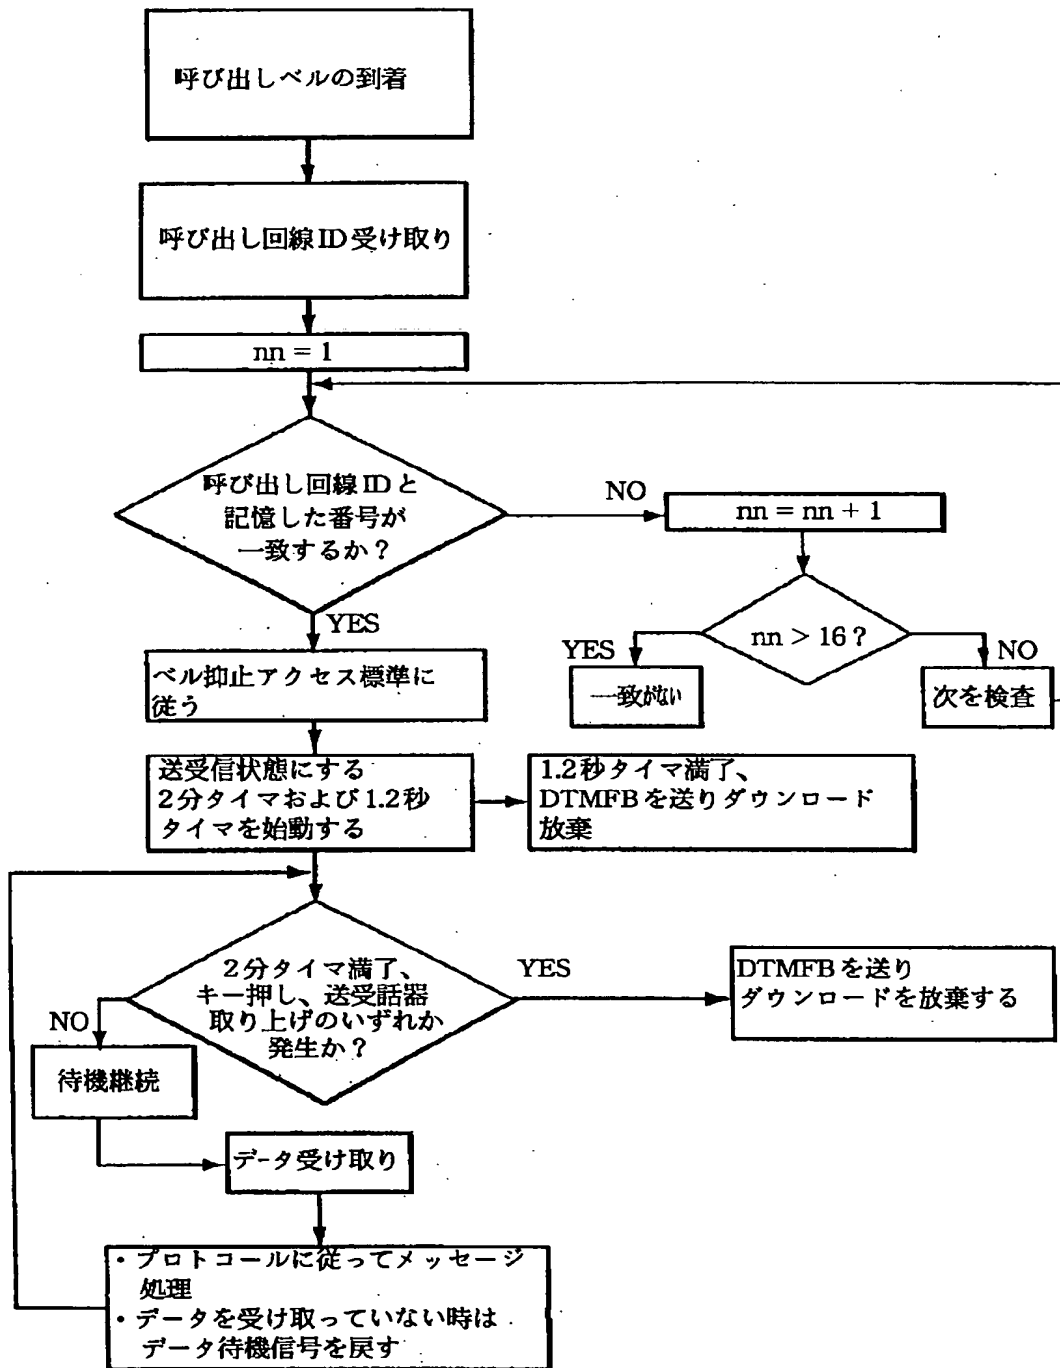 呼び出しベルの到着
呼び出し回線ID受け取り
nn = 1
呼び出し回線IDと
記憶した番号が
一致するか？
NO
nn = nn + 1
YES
nn > 16？
YES
NO
一致がない
次を検査
ベル抑止アクセス標準に
従う
送受信状態にする
2分タイマおよび1.2秒
タイマを始動する
1.2秒タイマ満了、
DTMFBを送りダウンロード
放棄
2分タイマ満了、
キー押し、送受話器
取り上げのいずれか
発生か？
YES
DTMFBを送り
ダウンロードを放棄する
NO
待機継続
データ受け取り
・プロトコールに従ってメッセージ
処理
・データを受け取っていない時は
データ待機信号を戻す